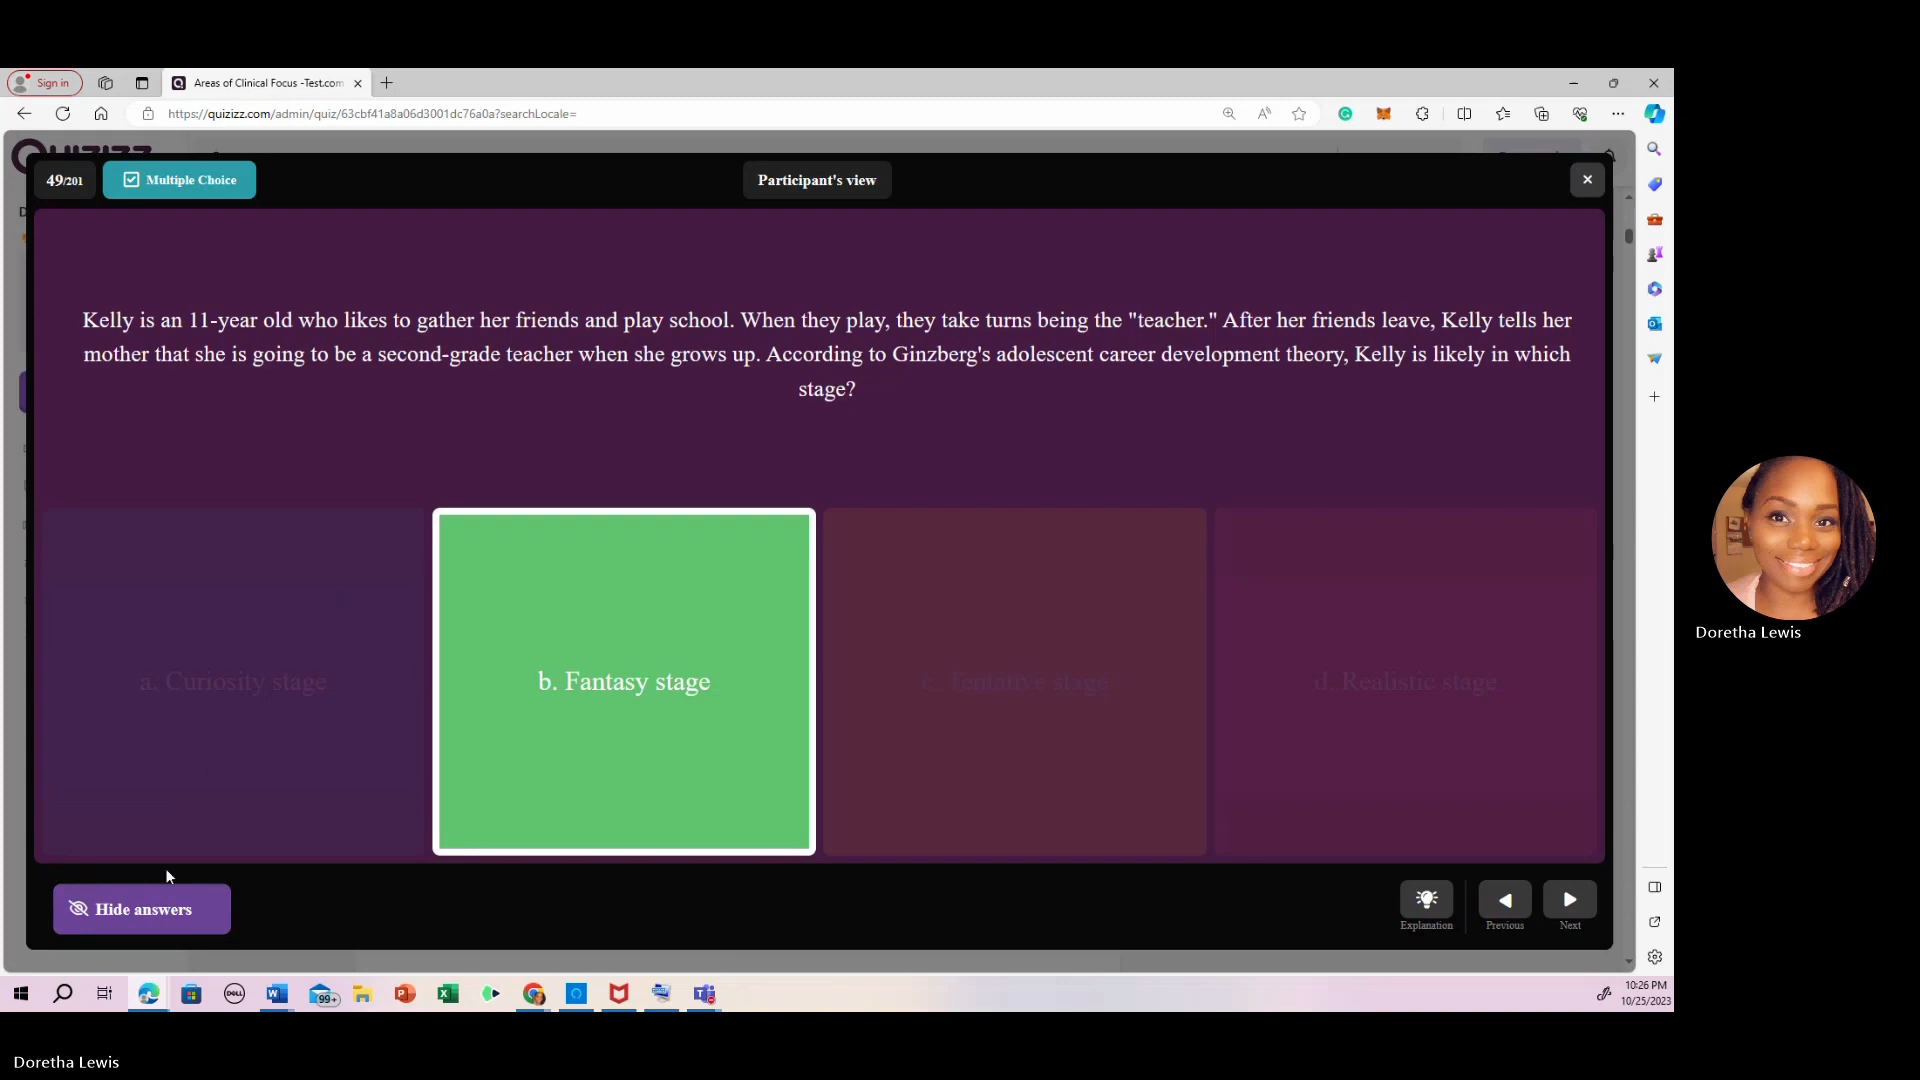 Sign in
Areas of Clinical Focus -Test.com
https://quizizz.com/admin/quiz/63cbf41a8a06d3001dc76a0a?searchLocale=
49/201
Multiple Choice
Participant's view
Kelly is an 11-year old who likes to gather her friends and play school. When they play, they take turns being the "teacher." After her friends leave, Kelly tells her
mother that she is going to be a second-grade teacher when she grows up. According to Ginzberg's adolescent career development theory, Kelly is likely in which
stage?
a. Curiosity stage
b. Fantasy stage
c. Tentative stage
d. Realistic stage
Hide answers
Explanation
Previous
Next
Doretha Lewis
DELL
99+
10:26 PM
10/25/2023
Doretha Lewis